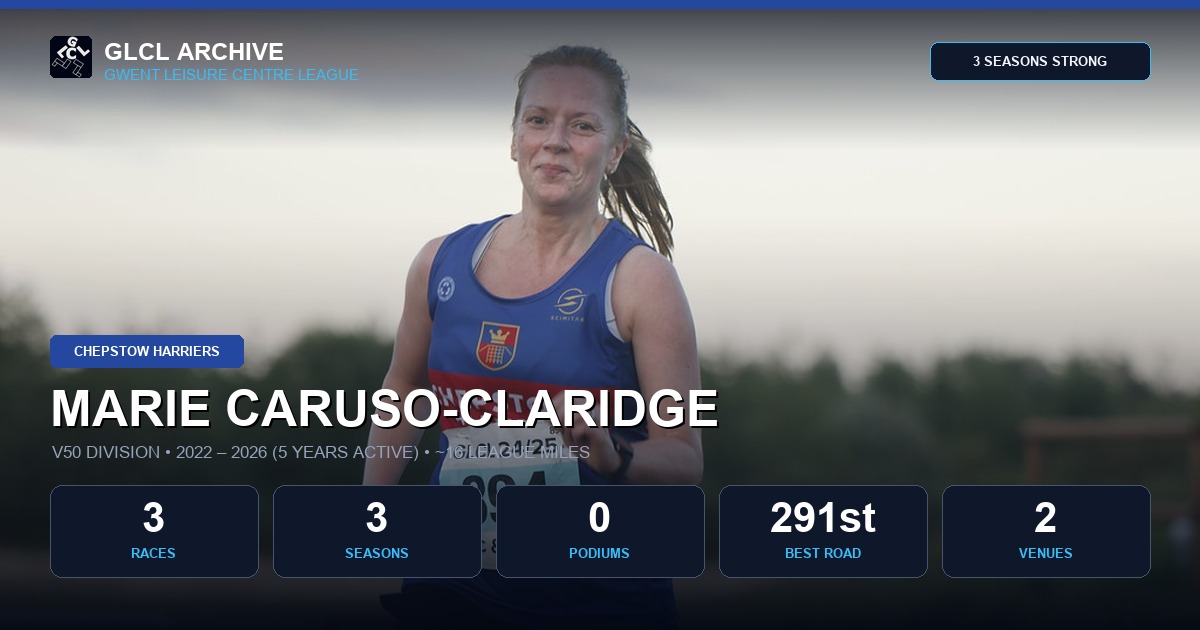 GLCL ARCHIVE
GWENT LEISURE CENTRE LEAGUE
3 SEASONS STRONG
SCIMITAR
CHEPSTOW HARRIERS
MARIE CARUSO-CLARIDGE
V50 DIVISION • 2022 – 2026 (5 YEARS ACTIVE) • ~16 LEAGUE MILES
3
RACES
3
SEASONS
0
PODIUMS
291st
BEST ROAD
2
VENUES